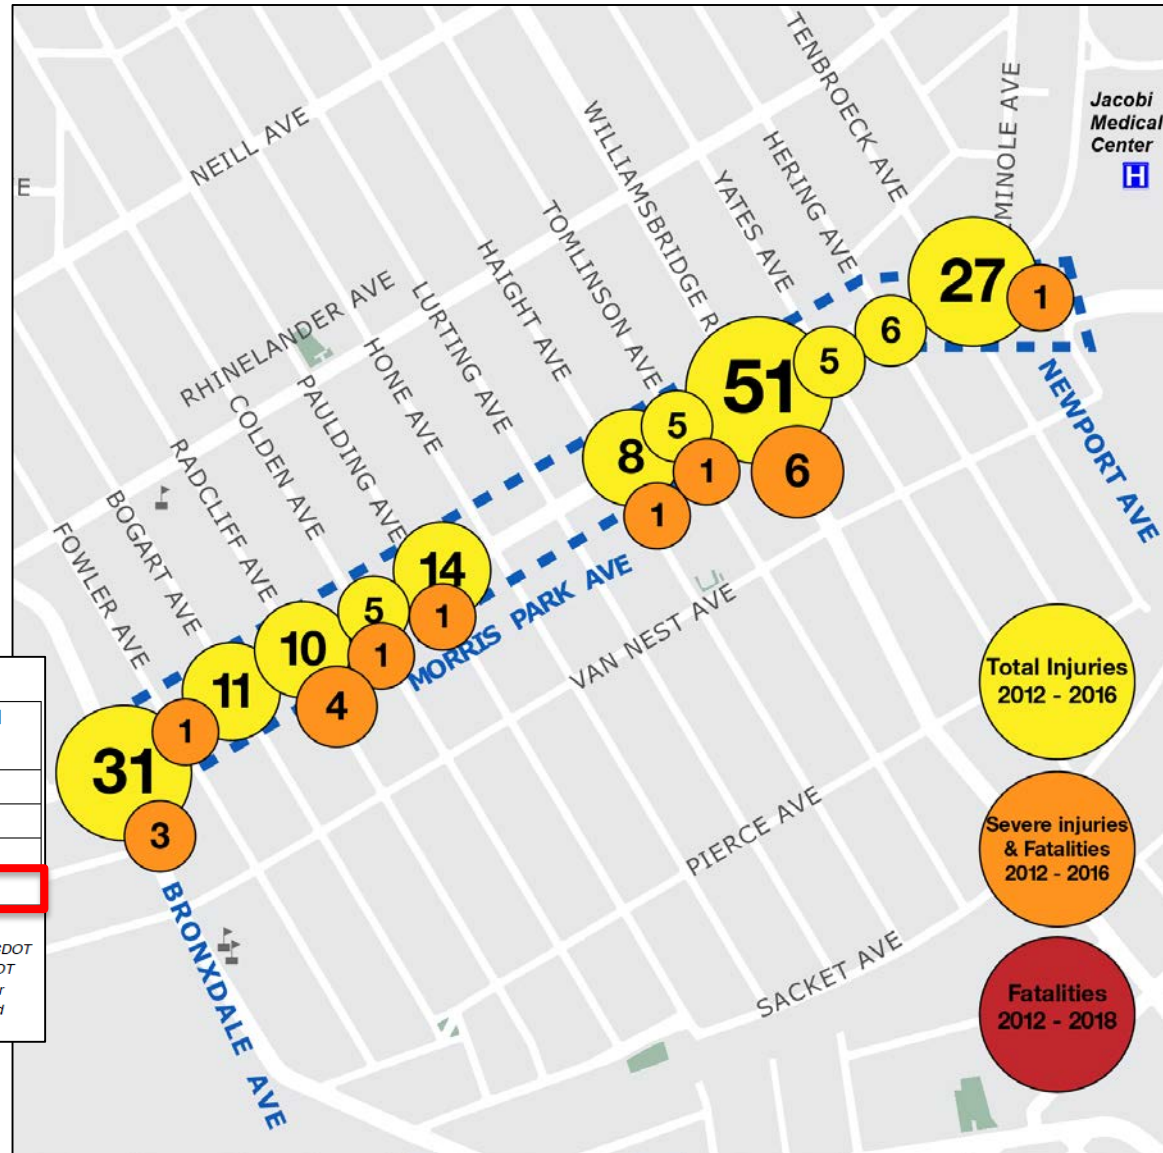 TENBROECK AVE
MINOLE AVE
Jacobi
Medical
Center
H
NEILL AVE
WILLIAMSBRIDGE R
HERING AVE
YATES AVE
E
TOMLINSON AVE
HAIGHT AVE
LURTING AVE
RHINELANDER AVE
HONE AVE
PAULDING AVE
COLDEN AVE
RADCLIFF AVE
BOGART AVE
FOWLER AVE
27
1
6
5
51
5
8
1
6
1
14
1
5
1
10
4
11
1
31
3
NEWPORT AVE
MORRIS PARK AVE
VAN NEST AVE
PIERCE AVE
SACKET AVE
BRONXDALE AVE
Total Injuries
2012 - 2016
Severe injuries
& Fatalities
2012 - 2016
Fatalities
2012 - 2018